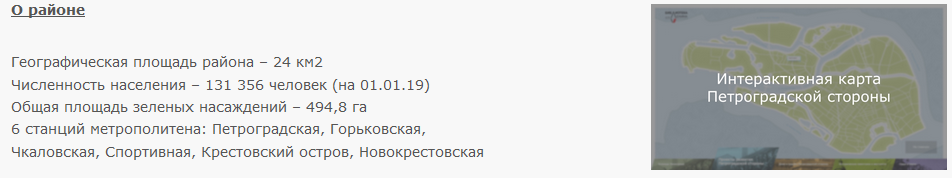 О районе
Географическая площадь района – 24 км2
Численность населения – 131 356 человек (на 01.01.19)
Общая площадь зеленых насаждений – 494,8 га
6 станций метрополитена: Петроградская, Горьковская,
Чкаловская, Спортивная, Крестовский остров, Новокрестовская
Интерактивная карта
Петроградской стороны